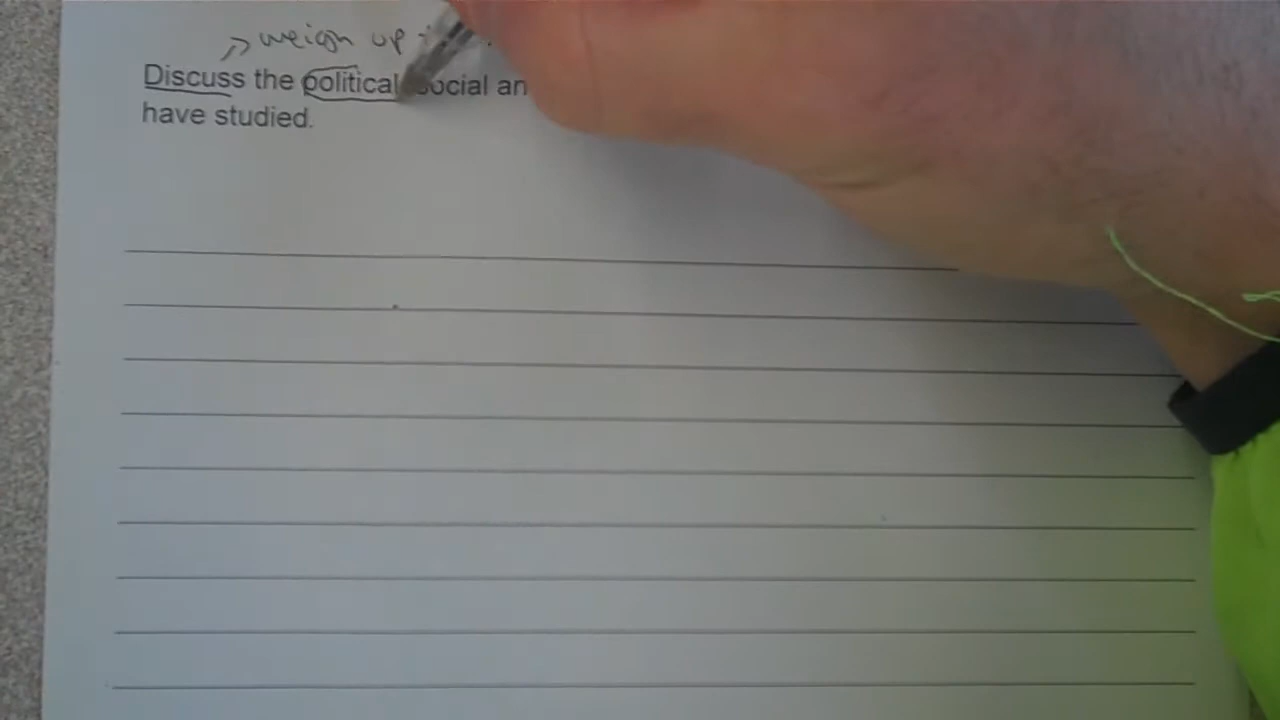 weigh up
Discuss the political social an
have studied.